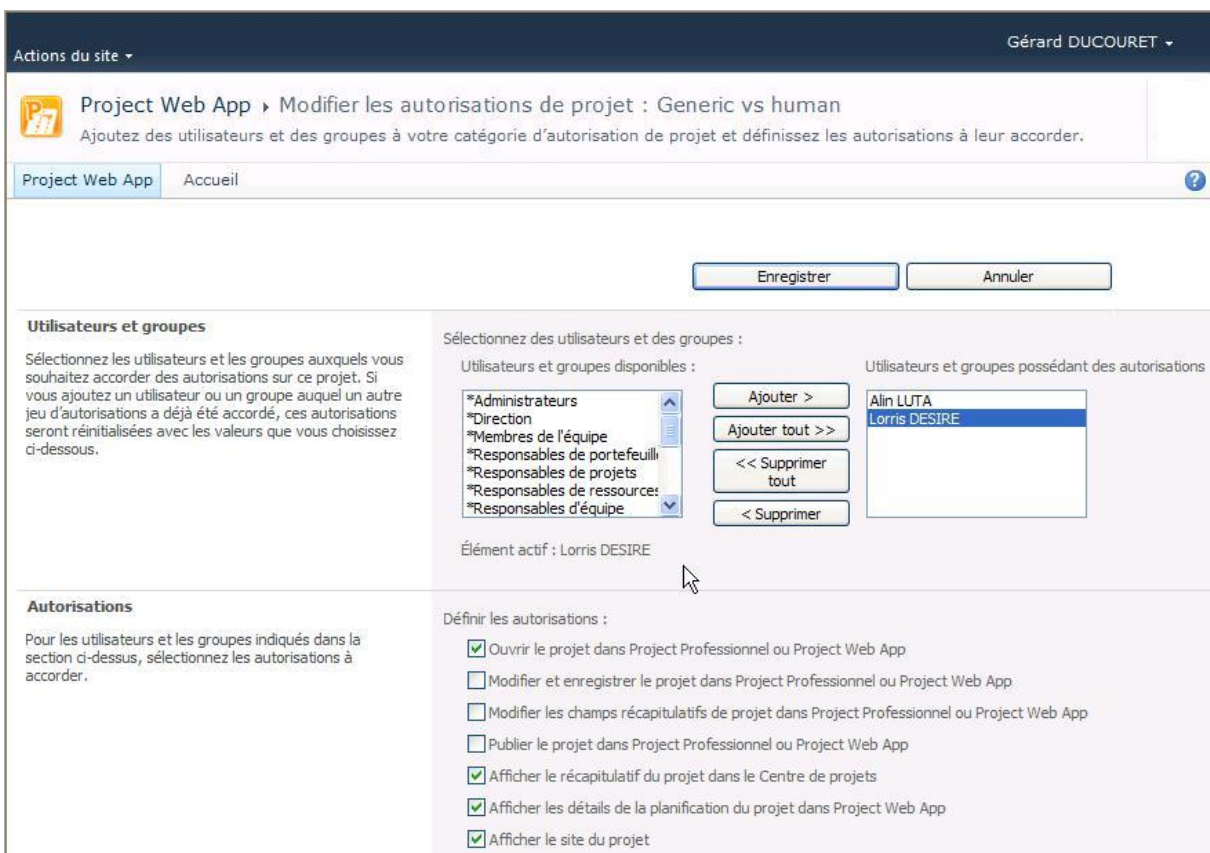 Gérard DUCOURET
Actions du site
Project Web App ▸ Modifier les autorisations de projet : Generic vs human
Ajoutez des utilisateurs et des groupes à votre catégorie d'autorisation de projet et définissez les autorisations à leur accorder.
Project Web App Accueil
Enregistrer Annuler
Utilisateurs et groupes
Sélectionnez les utilisateurs et les groupes auxquels vous
souhaitez accorder des autorisations sur ce projet. Si
vous ajoutez un utilisateur ou un groupe auquel un autre
jeu d'autorisations a déjà été accordé, ces autorisations
seront réinitialisées avec les valeurs que vous choisissez
ci-dessous.
Sélectionnez des utilisateurs et des groupes :
Utilisateurs et groupes disponibles :
*Administrateurs
*Direction
*Membres de l'équipe
*Responsables de portefeuille
*Responsables de projets
*Responsables de ressources
*Responsables d'équipe
Ajouter >
Ajouter tout >>
<< Supprimer
tout
< Supprimer
Utilisateurs et groupes possédant des autorisations
Alin LUTA
Lorris DESIRE
Élément actif : Lorris DESIRE
Autorisations
Pour les utilisateurs et les groupes indiqués dans la
section ci-dessus, sélectionnez les autorisations à
accorder.
Définir les autorisations :
Ouvrir le projet dans Project Professionnel ou Project Web App
Modifier et enregistrer le projet dans Project Professionnel ou Project Web App
Modifier les champs récapitulatifs de projet dans Project Professionnel ou Project Web App
Publier le projet dans Project Professionnel ou Project Web App
Afficher le récapitulatif du projet dans le Centre de projets
Afficher les détails de la planification du projet dans Project Web App
Afficher le site du projet